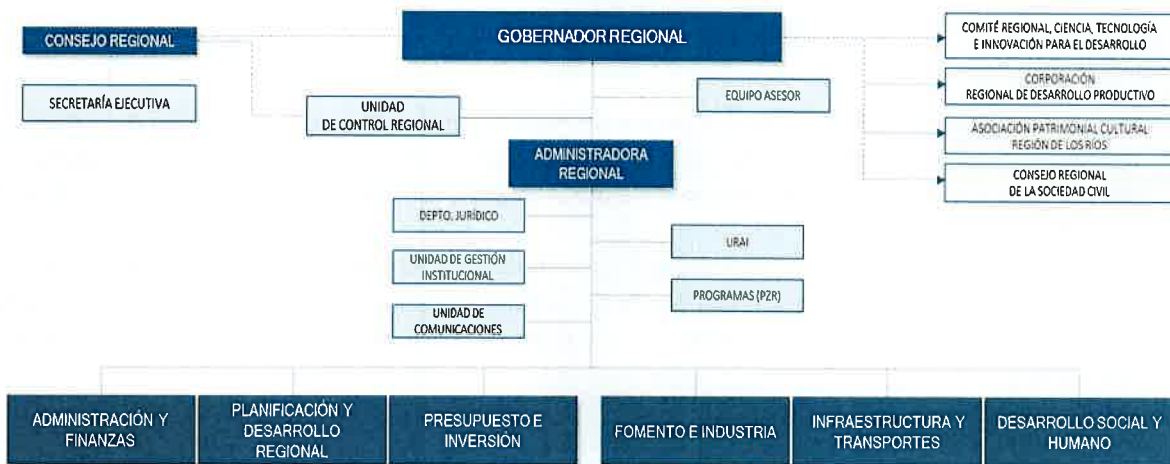 CONSEJO REGIONAL
GOBERNADOR REGIONAL
COMITÉ REGIONAL, CIENCIA, TECNOLOGÍA
E INNOVACIÓN PARA EL DESARROLLO
SECRETARÍA EJECUTIVA
UNIDAD
DE CONTROL REGIONAL
EQUIPO ASESOR
CORPORACIÓN
REGIONAL DE DESARROLLO PRODUCTIVO
ASOCIACIÓN PATRIMONIAL CULTURAL
REGIÓN DE LOS RÍOS
CONSEJO REGIONAL
DE LA SOCIEDAD CIVIL
ADMINISTRADORA
REGIONAL
DEPTO. JURÍDICO
URAI
UNIDAD DE GESTIÓN
INSTITUCIONAL
PROGRAMAS (PZR)
UNIDAD DE
COMUNICACIONES
ADMINISTRACIÓN Y
FINANZAS
PLANIFICACIÓN Y
DESARROLLO
REGIONAL
PRESUPUESTO E
INVERSIÓN
FOMENTO E INDUSTRIA
INFRAESTRUCTURA Y
TRANSPORTES
DESARROLLO SOCIAL Y
HUMANO